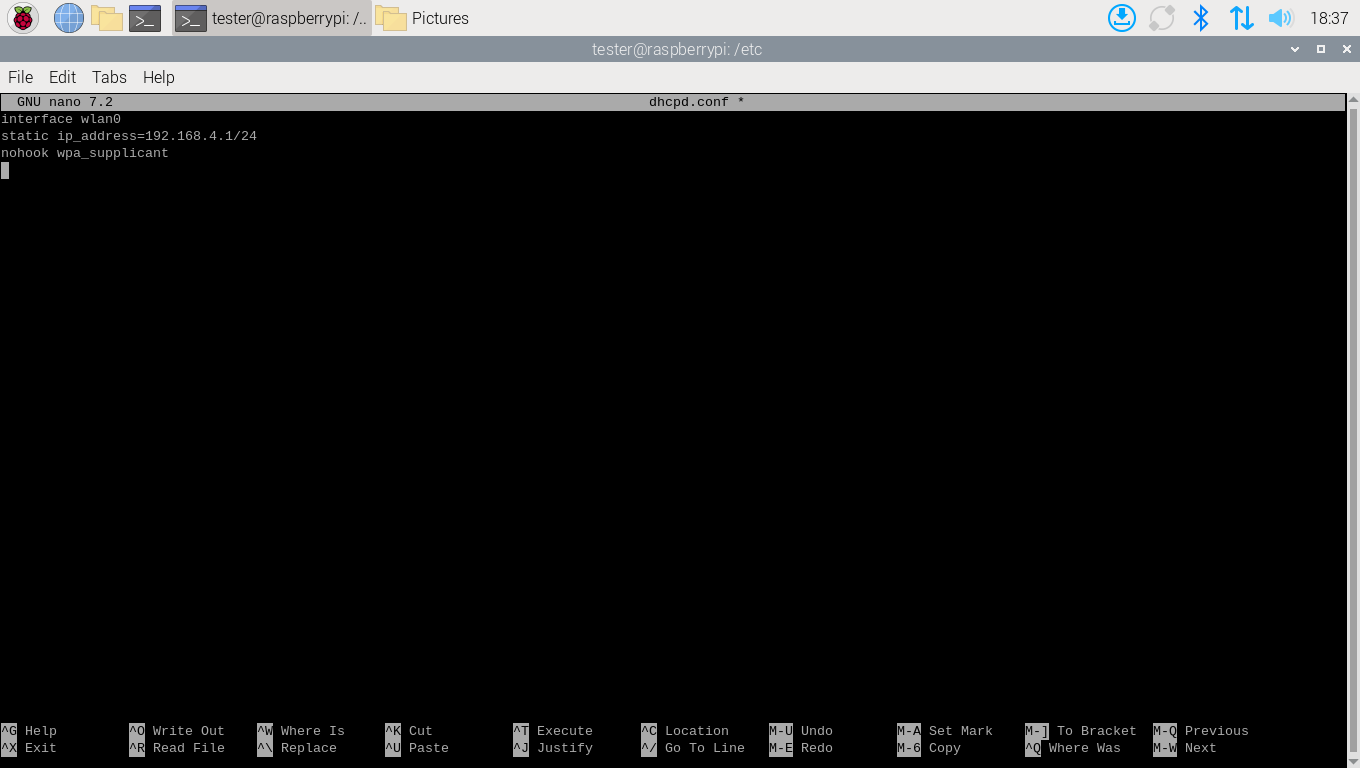 tester@raspberrypi: /.. Pictures 18:37
tester@raspberrypi: /etc
File Edit Tabs Help
GNU nano 7.2 dhcpd.conf *
interface wlan0
static ip_address=192.168.4.1/24
nohook wpa_supplicant
^G Help ^O Write Out ^W Where Is ^K Cut ^T Execute ^C Location M-U Undo M-A Set Mark M-] To Bracket M-Q Previous
^X Exit ^R Read File ^\ Replace ^U Paste ^J Justify ^/ Go To Line M-E Redo M-6 Copy ^Q Where Was M-W Next